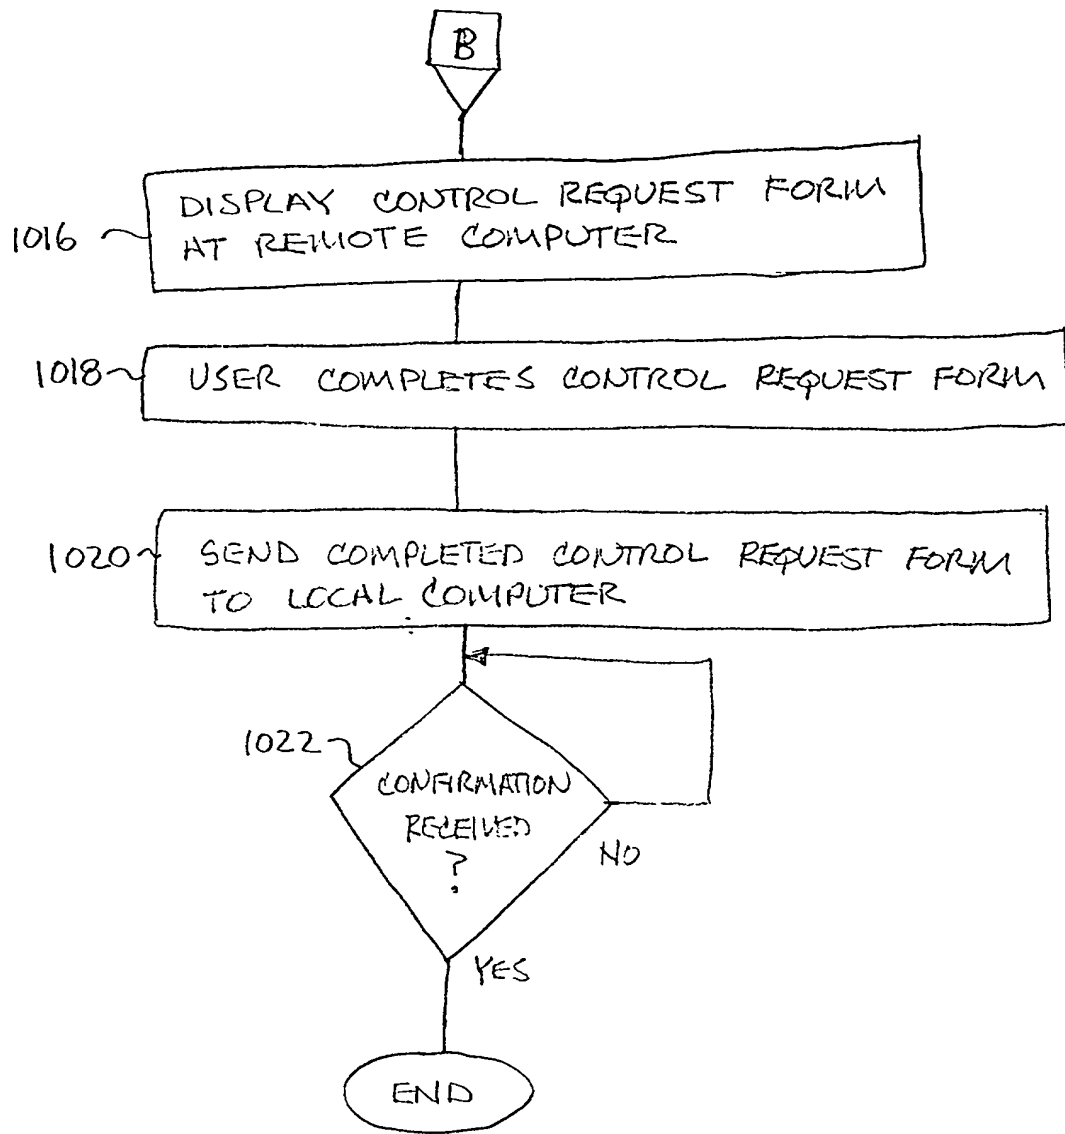 B
DISPLAY CONTROL REQUEST FORM
AT REMOTE COMPUTER
1016
1018
USER COMPLETES CONTROL REQUEST FORM
1020
SEND COMPLETED CONTROL REQUEST FORM
TO LOCAL COMPUTER
1022
CONFIRMATION
RECEIVED
?
NO
YES
END